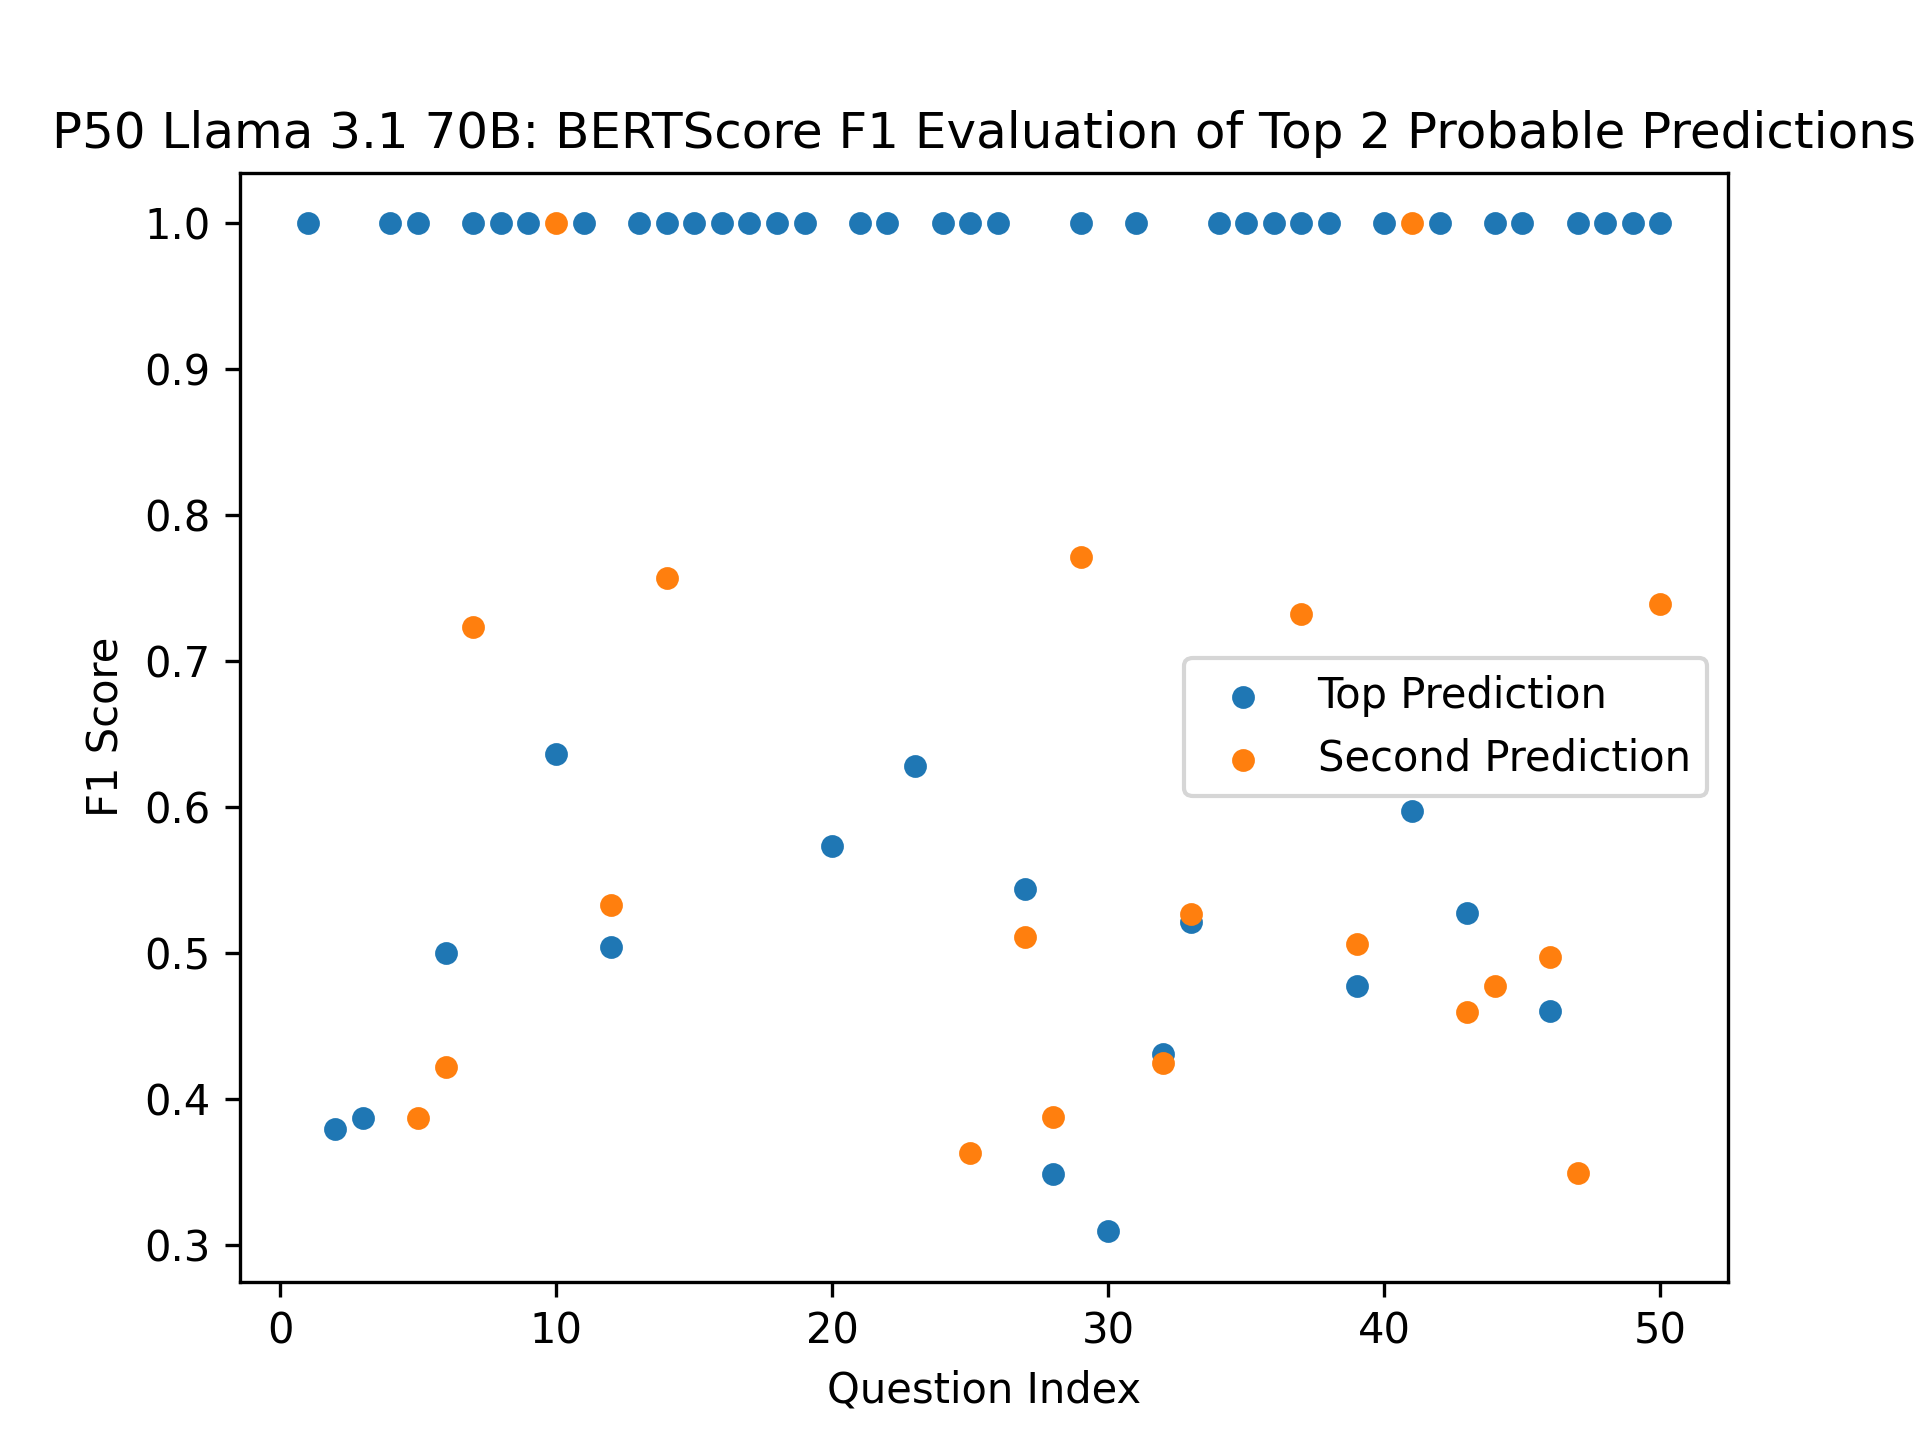 P50 Llama 3.1 70B: BERTScore F1 Evaluation of Top 2 Probable Predictions
1.0
0.9
0.8
0.7
0.6
0.5
0.4
0.3
F1 Score
Top Prediction
Second Prediction
0 10 20 30 40 50
Question Index